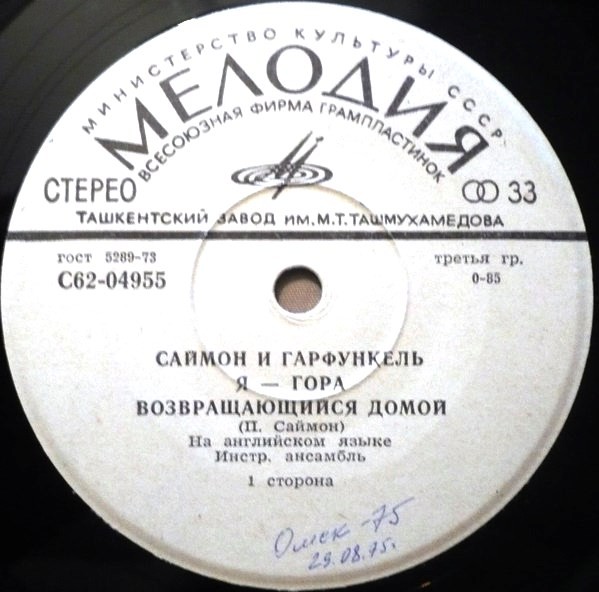 МИНИСТЕРСТВО КУЛЬТУРЫ СССР
МЕЛОДИЯ
ВСЕСОЮЗНАЯ ФИРМА ГРАМПЛАСТИНОК
СТЕРЕО 33
ТАШКЕНТСКИЙ ЗАВОД ИМ.М.Т.ТАШМУХАМЕДОВА
гост 5289-73 третья гр.
С62-04955 0-85
САЙМОН И ГАРФУНКЕЛЬ
Я — ГОРА
ВОЗВРАЩАЮЩИЙСЯ ДОМОЙ
(П. Саймон)
На английском языке
Инстр. ансамбль
1 сторона
Омск -75
29.08.75г.